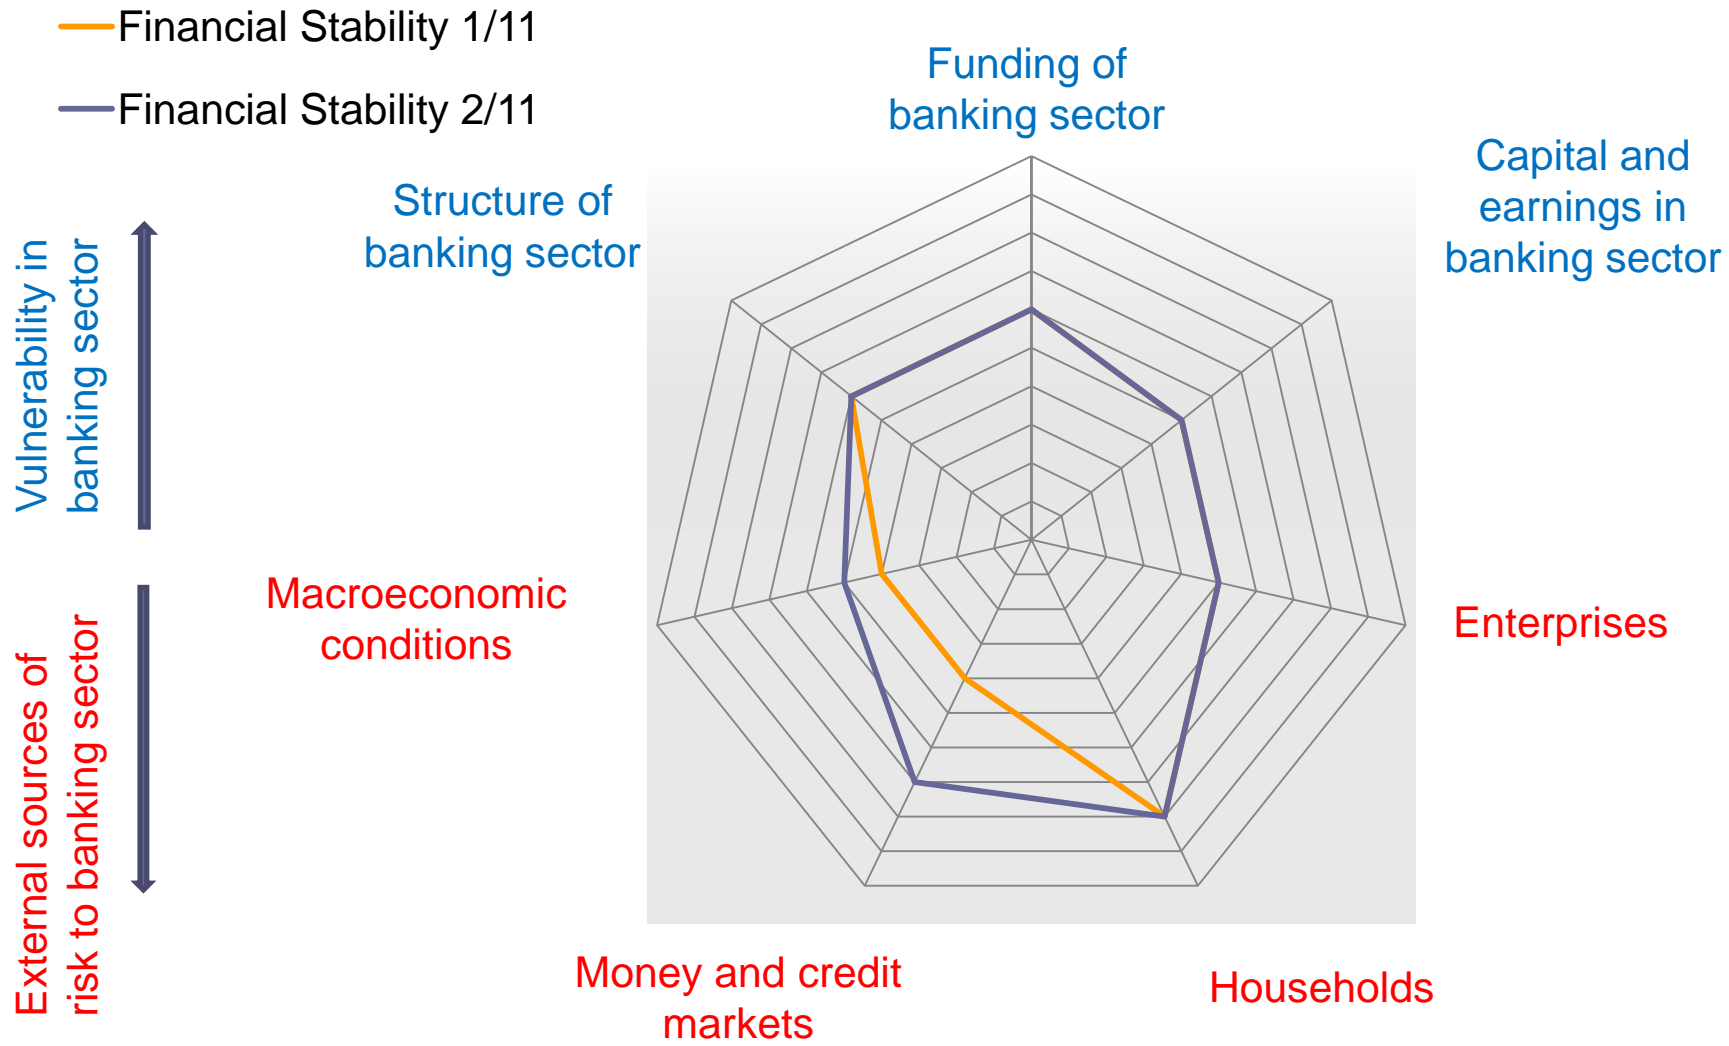 Financial Stability 1/11
Financial Stability 2/11
Funding of
banking sector
Capital and
earnings in
banking sector
Structure of
banking sector
Vulnerability in
banking sector
Macroeconomic
conditions
Enterprises
External sources of
risk to banking sector
Money and credit
markets
Households